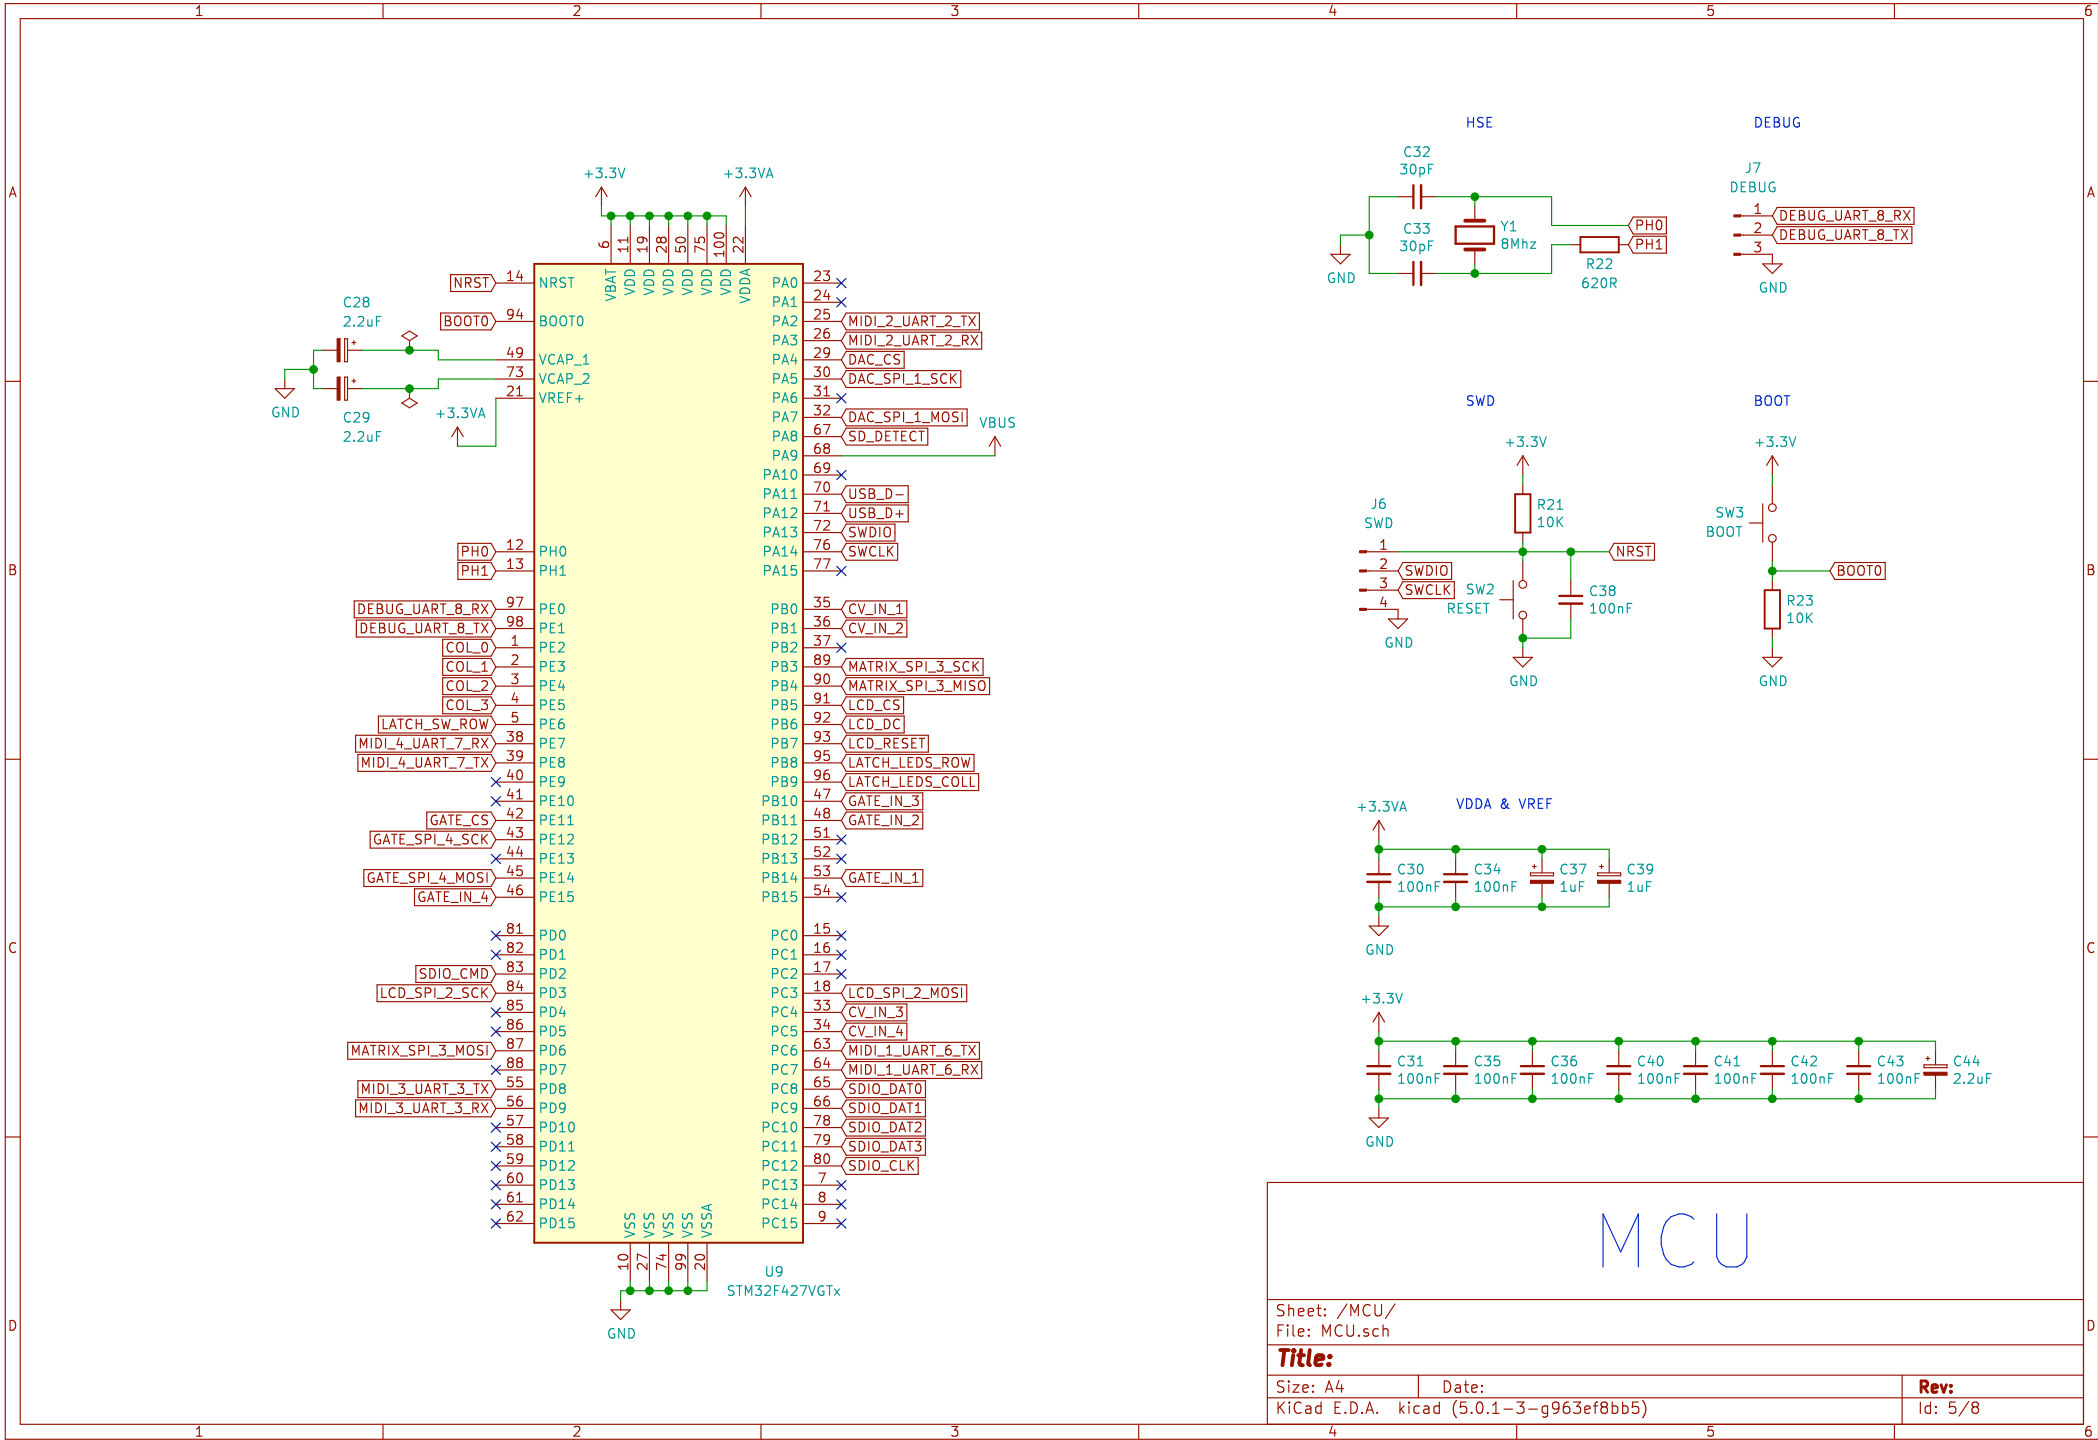 1 2 3 4 5 6
HSE DEBUG
C32
30pF
C33
30pF
Y1
8Mhz
PH0
PH1
R22
620R
GND
J7
DEBUG
1 DEBUG_UART_8_RX
2 DEBUG_UART_8_TX
3
GND
A A
+3.3V +3.3VA
6 11 19 28 50 75 100 22
VBAT VDD VDD VDD VDD VDD VDD VDDA
NRST 14 NRST
BOOT0 94 BOOT0
C28
2.2uF
49 VCAP_1
73 VCAP_2
21 VREF+
GND
C29
2.2uF
+3.3VA
PH0 12 PH0
PH1 13 PH1
DEBUG_UART_8_RX 97 PE0
DEBUG_UART_8_TX 98 PE1
COL_0 1 PE2
COL_1 2 PE3
COL_2 3 PE4
COL_3 4 PE5
LATCH_SW_ROW 5 PE6
MIDI_4_UART_7_RX 38 PE7
MIDI_4_UART_7_TX 39 PE8
40 PE9
41 PE10
GATE_CS 42 PE11
GATE_SPI_4_SCK 43 PE12
44 PE13
GATE_SPI_4_MOSI 45 PE14
GATE_IN_4 46 PE15
81 PD0
82 PD1
SDIO_CMD 83 PD2
LCD_SPI_2_SCK 84 PD3
85 PD4
86 PD5
MATRIX_SPI_3_MOSI 87 PD6
88 PD7
MIDI_3_UART_3_TX 55 PD8
MIDI_3_UART_3_RX 56 PD9
57 PD10
58 PD11
59 PD12
60 PD13
61 PD14
62 PD15
PA0 23
PA1 24
PA2 25 MIDI_2_UART_2_TX
PA3 26 MIDI_2_UART_2_RX
PA4 29 DAC_CS
PA5 30 DAC_SPI_1_SCK
PA6 31
PA7 32 DAC_SPI_1_MOSI
PA8 67 SD_DETECT
PA9 68
VBUS
PA10 69
PA11 70 USB_D-
PA12 71 USB_D+
PA13 72 SWDIO
PA14 76 SWCLK
PA15 77
PB0 35 CV_IN_1
PB1 36 CV_IN_2
PB2 37
PB3 89 MATRIX_SPI_3_SCK
PB4 90 MATRIX_SPI_3_MISO
PB5 91 LCD_CS
PB6 92 LCD_DC
PB7 93 LCD_RESET
PB8 95 LATCH_LEDS_ROW
PB9 96 LATCH_LEDS_COLL
PB10 47 GATE_IN_3
PB11 48 GATE_IN_2
PB12 51
PB13 52
PB14 53 GATE_IN_1
PB15 54
PC0 15
PC1 16
PC2 17
PC3 18 LCD_SPI_2_MOSI
PC4 33 CV_IN_3
PC5 34 CV_IN_4
PC6 63 MIDI_1_UART_6_TX
PC7 64 MIDI_1_UART_6_RX
PC8 65 SDIO_DAT0
PC9 66 SDIO_DAT1
PC10 78 SDIO_DAT2
PC11 79 SDIO_DAT3
PC12 80 SDIO_CLK
PC13 7
PC14 8
PC15 9
VSS VSS VSS VSS VSSA
10 27 74 99 20
GND
U9
STM32F427VGTx
SWD BOOT
+3.3V
R21
10K
J6
SWD
1
2 SWDIO
3 SWCLK
4
GND
NRST
SW2
RESET
C38
100nF
GND
+3.3V
SW3
BOOT
BOOT0
R23
10K
GND
B B
+3.3VA VDDA & VREF
C30 C34 C37 C39
100nF 100nF 1uF 1uF
GND
C C
+3.3V
C31 C35 C36 C40 C41 C42 C43 C44
100nF 100nF 100nF 100nF 100nF 100nF 100nF 2.2uF
GND
MCU
Sheet: /MCU/
File: MCU.sch
D D
Title:
Size: A4 Date: Rev:
KiCad E.D.A. kicad (5.0.1-3-g963ef8bb5) Id: 5/8
1 2 3 4 5 6